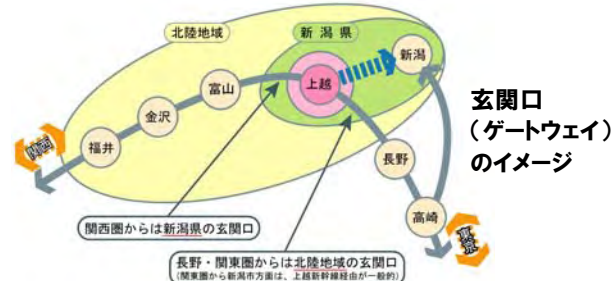 北陸地域
新潟県
新潟
上越
富山
金沢
福井
関西
長野
高崎
東京
玄関口
（ゲートウェイ）
のイメージ
関西圏からは新潟県の玄関口
長野・関東圏からは北陸地域の玄関口
（関東圏から新潟市方面は、上越新幹線経由が一般的）